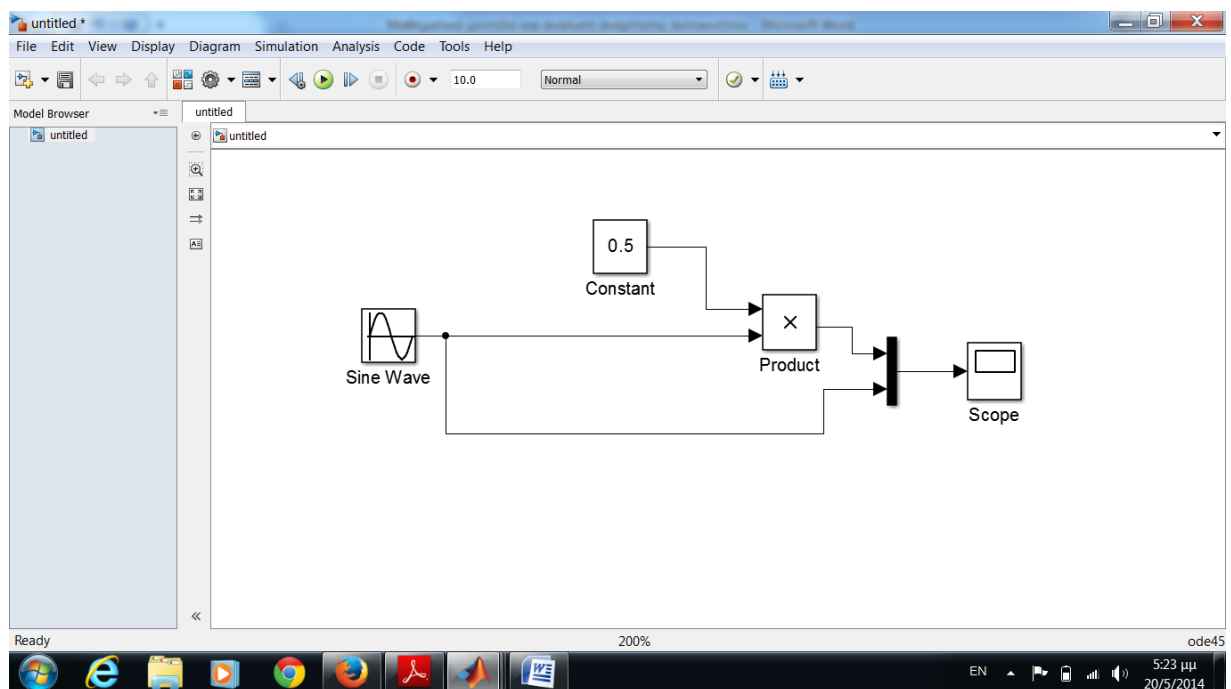 untitled *
File Edit View Display Diagram Simulation Analysis Code Tools Help
10.0 Normal
Model Browser untitled
untitled untitled
0.5
Constant
×
Product
Sine Wave
Scope
Ready 200% ode45
EN 5:23 μμ
20/5/2014